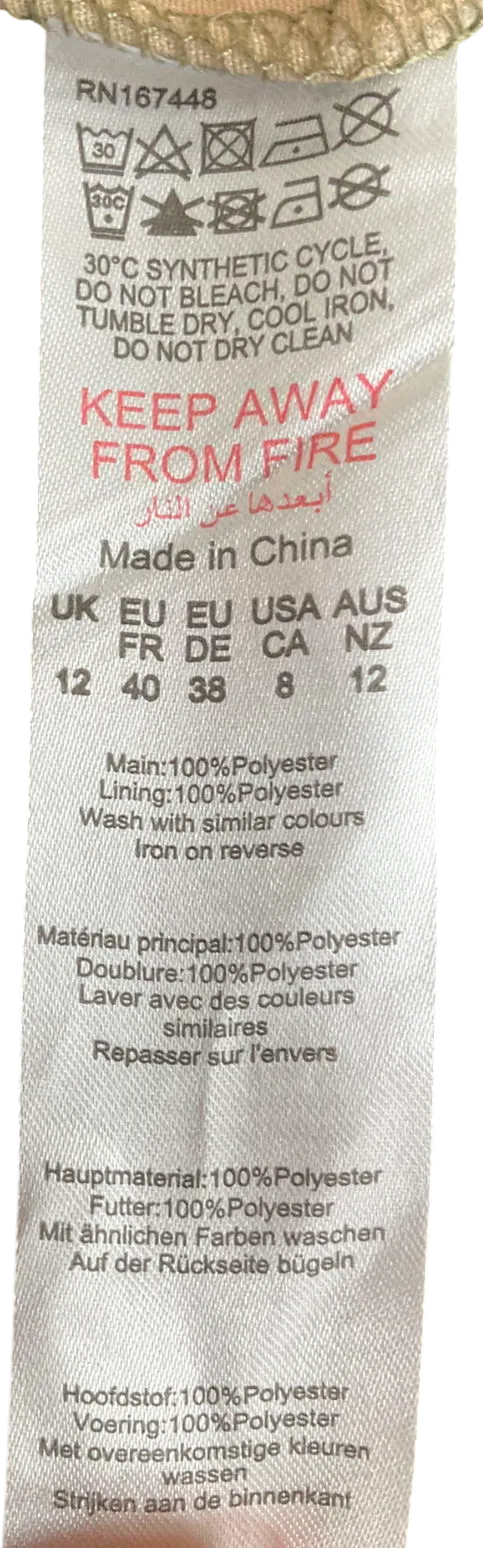 RN167448
30
30C
30°C SYNTHETIC CYCLE,
DO NOT BLEACH, DO NOT
TUMBLE DRY, COOL IRON,
DO NOT DRY CLEAN
KEEP AWAY
FROM FIRE
أبعدها عن النار
Made in China
UK EU EU USA AUS
FR DE CA NZ
12 40 38 8 12
Main:100%Polyester
Lining:100%Polyester
Wash with similar colours
Iron on reverse
Matériau principal:100%Polyester
Doublure:100%Polyester
Laver avec des couleurs
similaires
Repasser sur l'envers
Hauptmaterial:100%Polyester
Futter:100%Polyester
Mit ähnlichen Farben waschen
Auf der Rückseite bügeln
Hoofdstof:100%Polyester
Voering:100%Polyester
Met overeenkomstige kleuren
wassen
Strijken aan de binnenkant